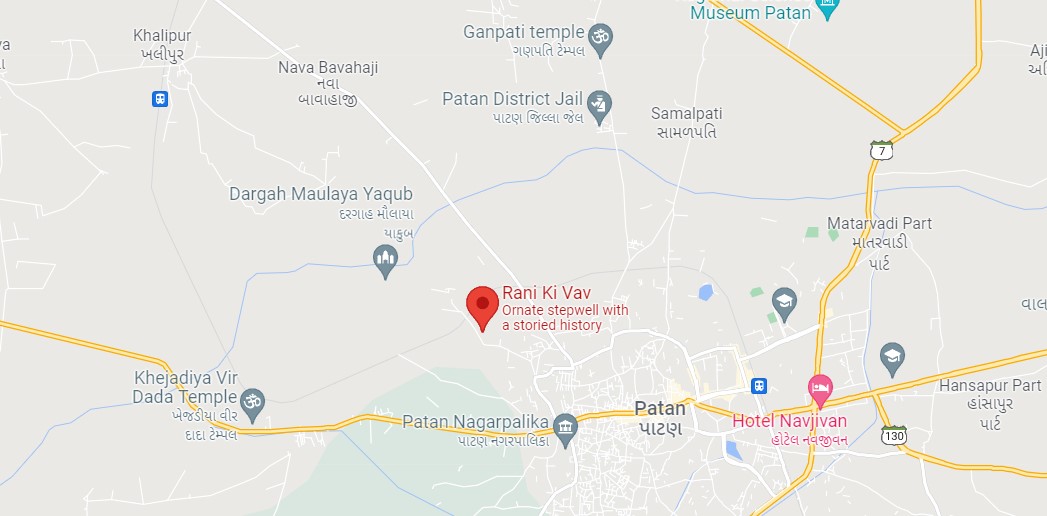 Museum Patan
Ganpati temple
ગણપતિ ટેમ્પલ
Khalipur
ખલીપુર
Nava Bavahaji
નવા
બાવાહાજી
Patan District Jail
પાટણ જિલ્લા જેલ
Samalpati
સામળપતિ
7
Dargah Maulaya Yaqub
દરગાહ મૌલાયા
યાકુબ
Matarvadi Part
માતરવાડી
પાર્ટ
Rani Ki Vav
Ornate stepwell with
a storied history
Khejadiya Vir
Dada Temple
ખેજડીયા વીર
દાદા ટેમ્પલ
Patan Nagarpalika
પાટણ નગરપાલિકા
Patan
પાટણ
Hotel Navjivan
હોટેલ નવજીવન
Hansapur Part
હાંસાપુર
પાર્ટ
130